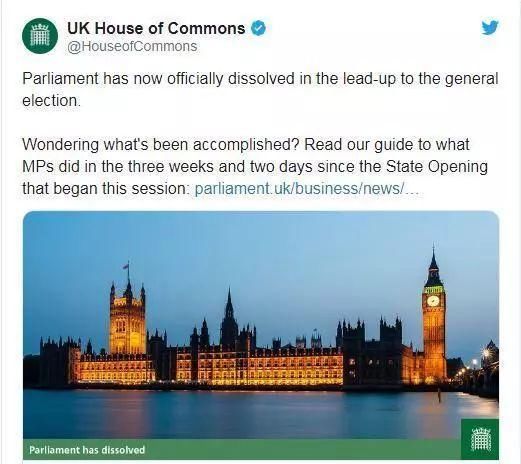 UK House of Commons
@HouseofCommons
Parliament has now officially dissolved in the lead-up to the general
election.
Wondering what's been accomplished? Read our guide to what
MPs did in the three weeks and two days since the State Opening
that began this session: parliament.uk/business/news/…
Parliament has dissolved